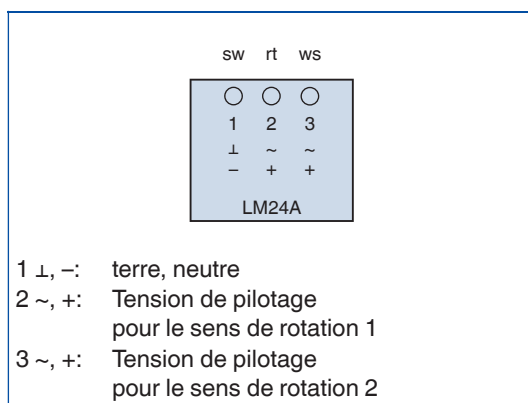 sw rt ws
1 2 3
⊥ ~ ~
– + +
LM24A
1 ⊥, –: terre, neutre
2 ~, +: Tension de pilotage
pour le sens de rotation 1
3 ~, +: Tension de pilotage
pour le sens de rotation 2